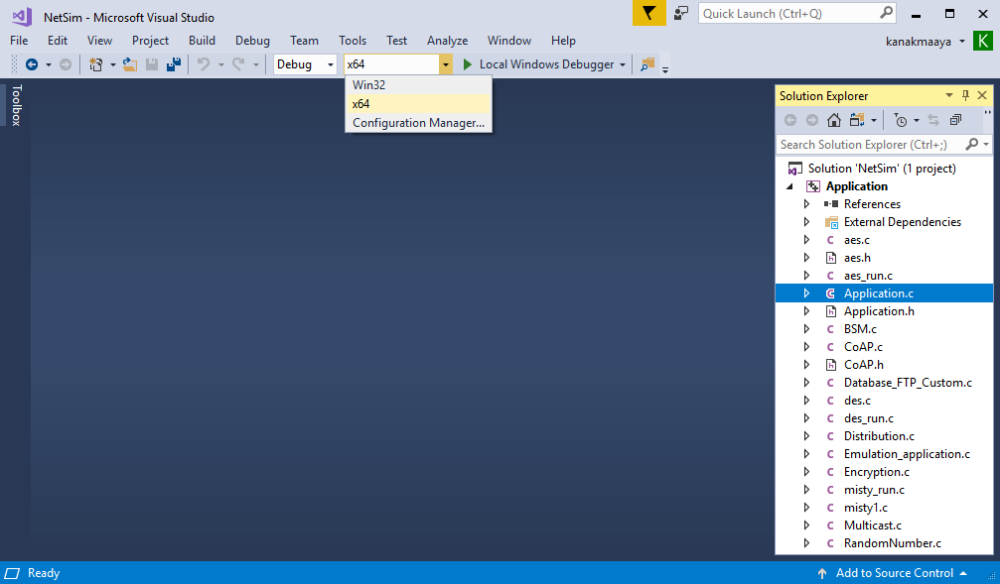 NetSim - Microsoft Visual Studio
Quick Launch (Ctrl+Q)
File Edit View Project Build Debug Team Tools Test Analyze Window Help
kanakmaaya K
Debug x64 Local Windows Debugger
Win32
x64
Configuration Manager...
Toolbox
Solution Explorer
Search Solution Explorer (Ctrl+;)
Solution 'NetSim' (1 project)
Application
References
External Dependencies
aes.c
aes.h
aes_run.c
Application.c
Application.h
BSM.c
CoAP.c
CoAP.h
Database_FTP_Custom.c
des.c
des_run.c
Distribution.c
Emulation_application.c
Encryption.c
misty_run.c
misty1.c
Multicast.c
RandomNumber.c
Ready
Add to Source Control